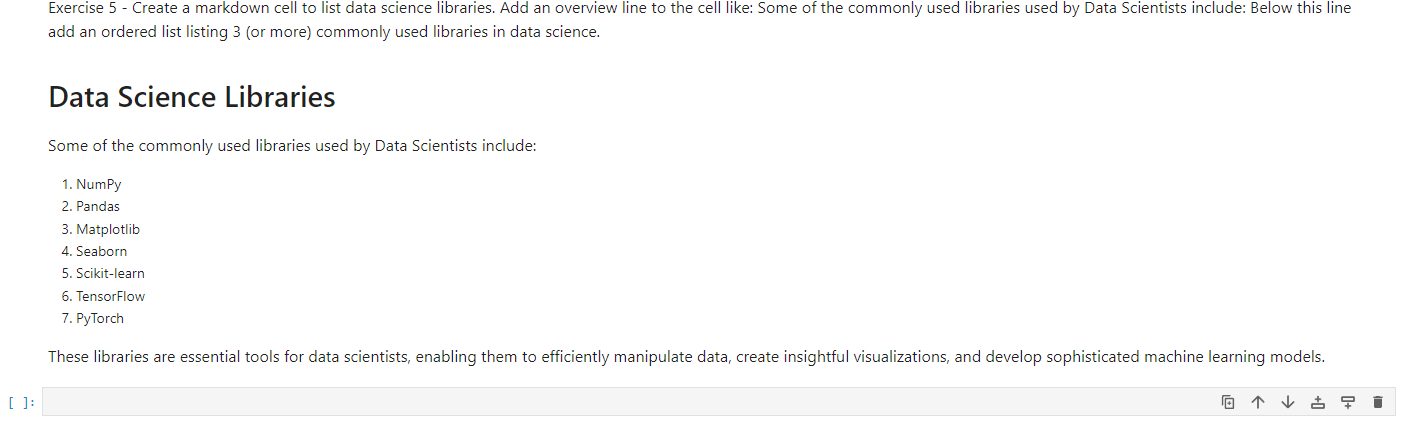 Exercise 5 - Create a markdown cell to list data science libraries. Add an overview line to the cell like: Some of the commonly used libraries used by Data Scientists include: Below this line
add an ordered list listing 3 (or more) commonly used libraries in data science.
Data Science Libraries
Some of the commonly used libraries used by Data Scientists include:
1. NumPy
2. Pandas
3. Matplotlib
4. Seaborn
5. Scikit-learn
6. TensorFlow
7. PyTorch
These libraries are essential tools for data scientists, enabling them to efficiently manipulate data, create insightful visualizations, and develop sophisticated machine learning models.
[ ]: